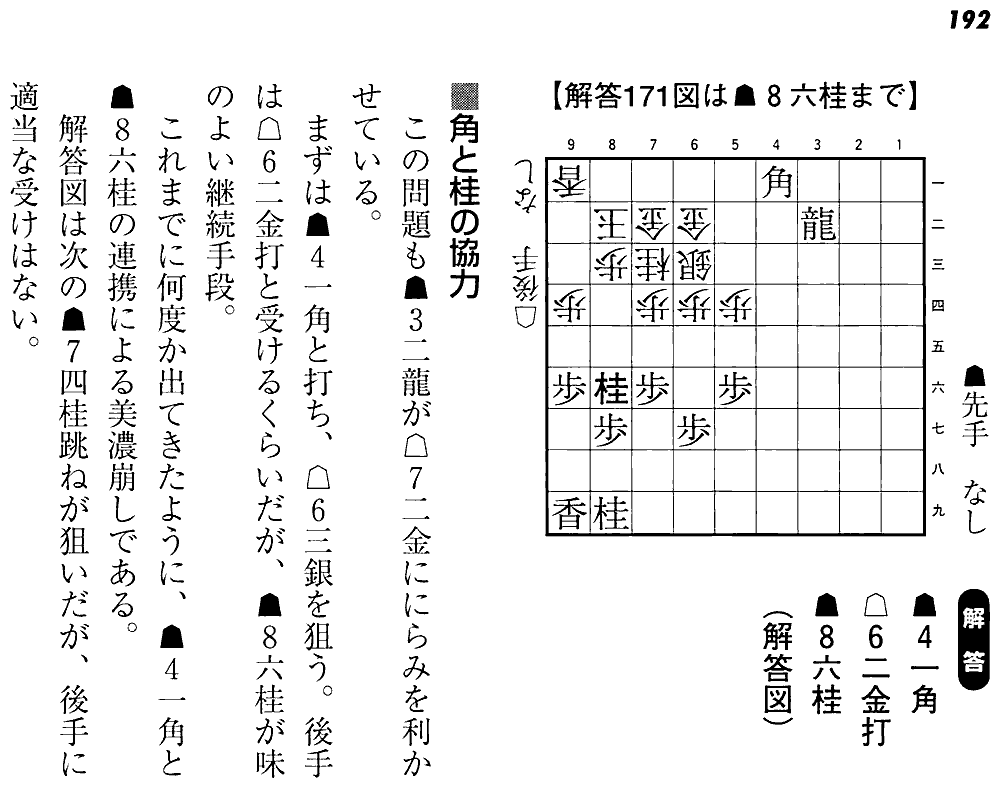 192
【解答171図は☗8六桂まで】
9 8 7 6 5 4 3 2 1
香 角 一
王 金 金 龍 二
歩 桂 銀 三
歩 歩 歩 歩 四
五
歩 桂 歩 歩 六
歩 歩 七
八
香 桂 九
☖後手 なし
☗先手 なし
解答
☗4一角
☖6二金打
☗8六桂
(解答図)
■角と桂の協力
この問題も☗3二龍が☖7二金ににらみを利か
せている。
まずは☗4一角と打ち、☖6三銀を狙う。後手
は☖6二金打と受けるくらいだが、☗8六桂が味
のよい継続手段。
これまでに何度か出てきたように、☗4一角と
☗8六桂の連携による美濃崩しである。
解答図は次の☗7四桂跳ねが狙いだが、後手に
適当な受けはない。